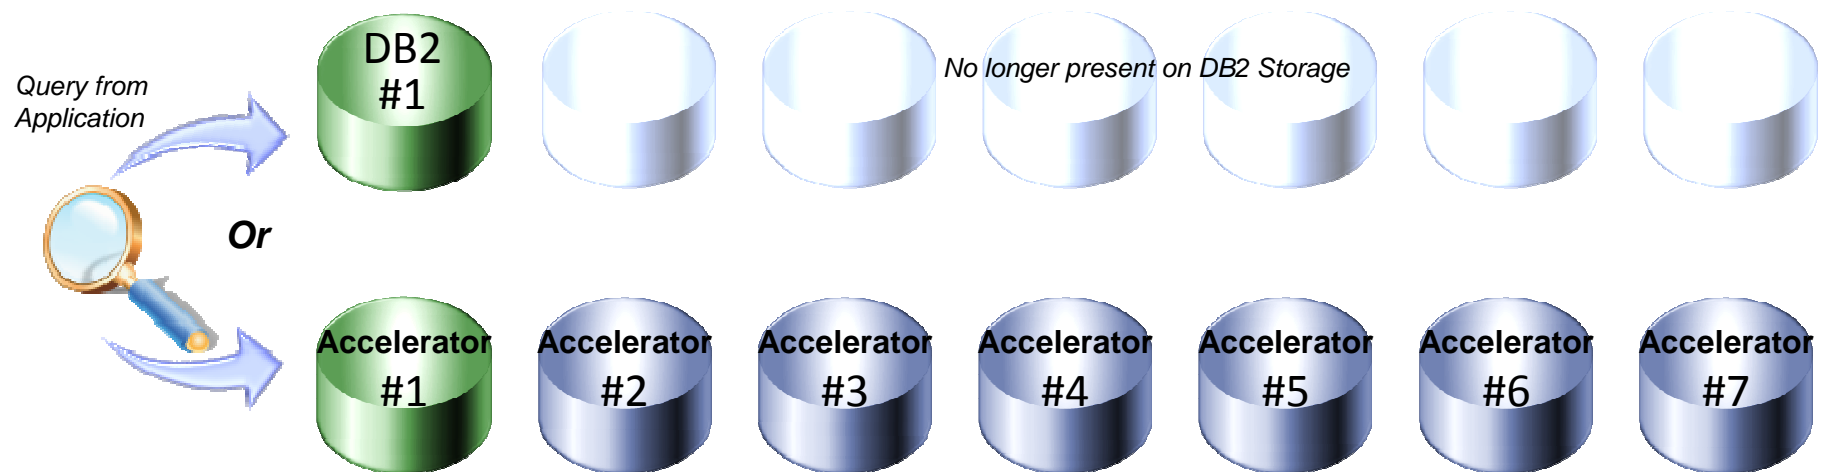 DB2
#1
No longer present on DB2 Storage
Query from
Application
Or
Accelerator
#1
Accelerator
#2
Accelerator
#3
Accelerator
#4
Accelerator
#5
Accelerator
#6
Accelerator
#7